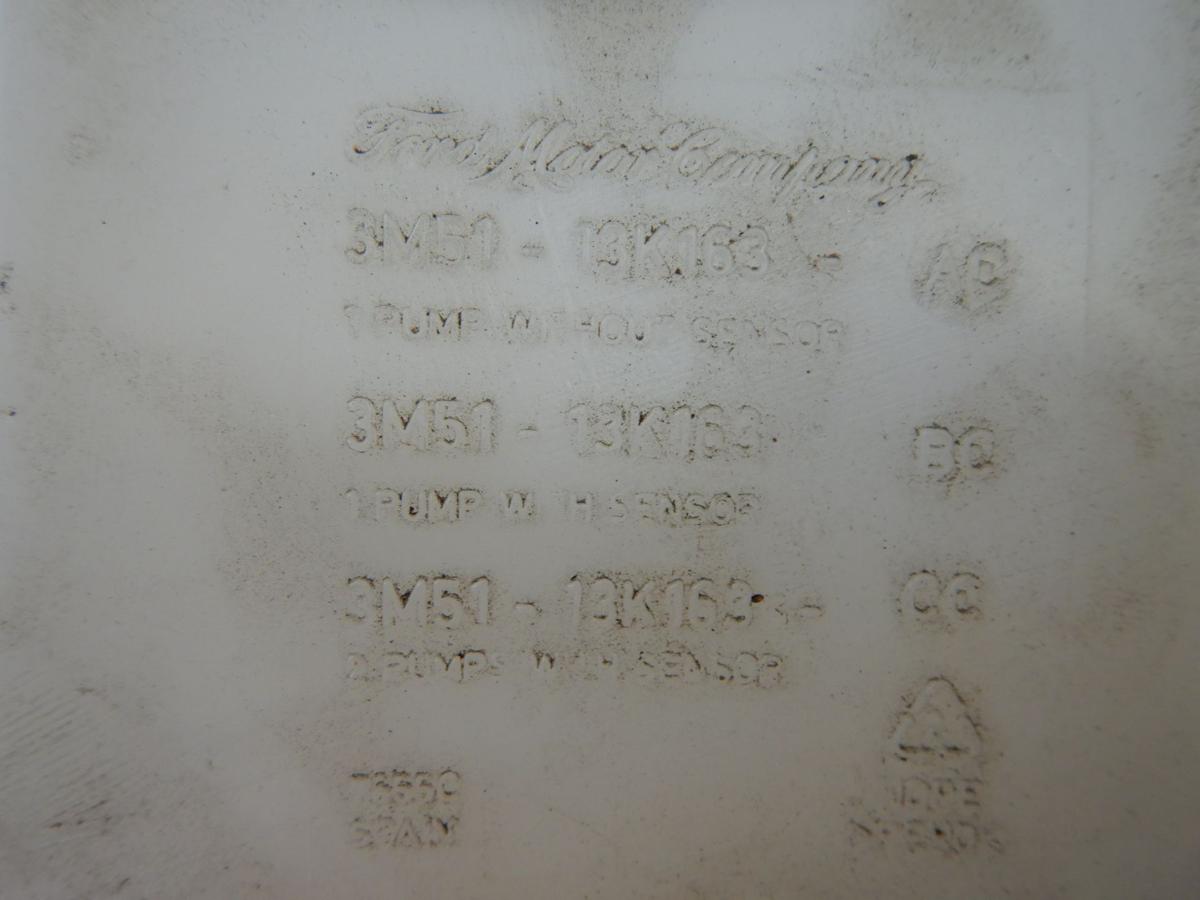 Ford Motor Company
3M51 - 13K163 - AC
1 PUMP WITHOUT SENSOR
3M51 - 13K163 BC
1 PUMP WITH SENSOR
3M51 - 13K163 - CC
2 PUMPS WITH SENSOR
SPAIN